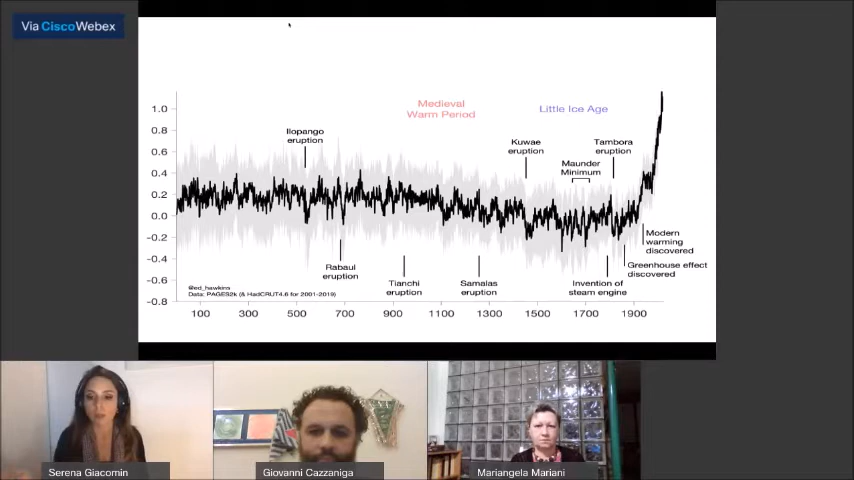 Via CiscoWebex
Medieval
Warm Period
Little Ice Age
1.0
0.8
0.6
0.4
0.2
0.0
-0.2
-0.4
-0.6
-0.8
Ilopango
eruption
Kuwae
eruption
Tambora
eruption
Maunder
Minimum
Modern
warming
discovered
Greenhouse effect
discovered
Rabaul
eruption
Tianchi
eruption
Samalas
eruption
Invention of
steam engine
@ed_hawkins
Data: PAGES2k (& HadCRUT4.6 for 2001-2019)
100 300 500 700 900 1100 1300 1500 1700 1900
Serena Giacomin
Giovanni Cazzaniga
Mariangela Mariani